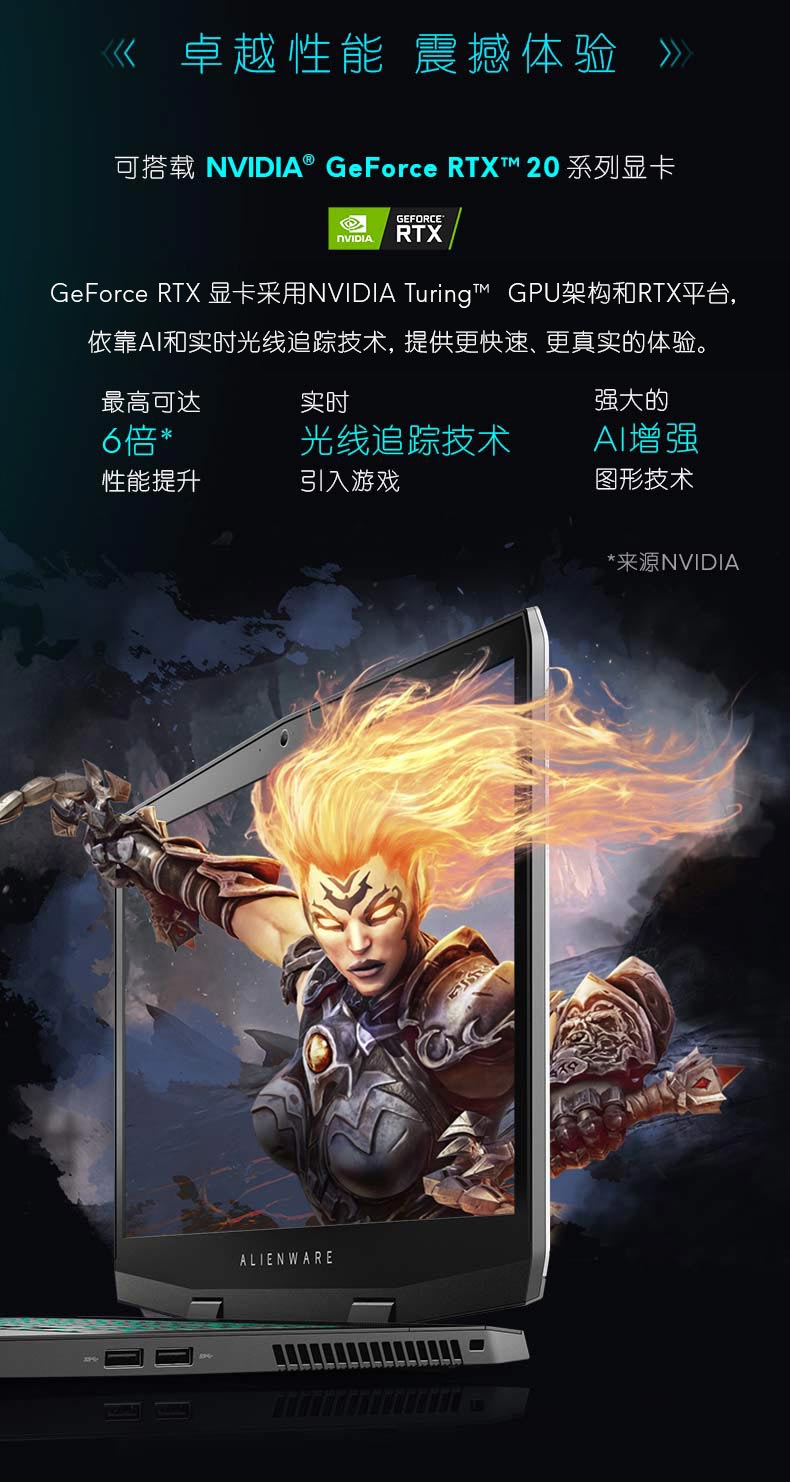 卓越性能 震撼体验
可搭载 NVIDIA® GeForce RTX™ 20 系列显卡
NVIDIA. GEFORCE RTX
GeForce RTX 显卡采用NVIDIA Turing™ GPU架构和RTX平台,
依靠AI和实时光线追踪技术, 提供更快速、更真实的体验。
最高可达
6倍*
性能提升
实时
光线追踪技术
引入游戏
强大的
AI增强
图形技术
*来源NVIDIA
ALIENWARE